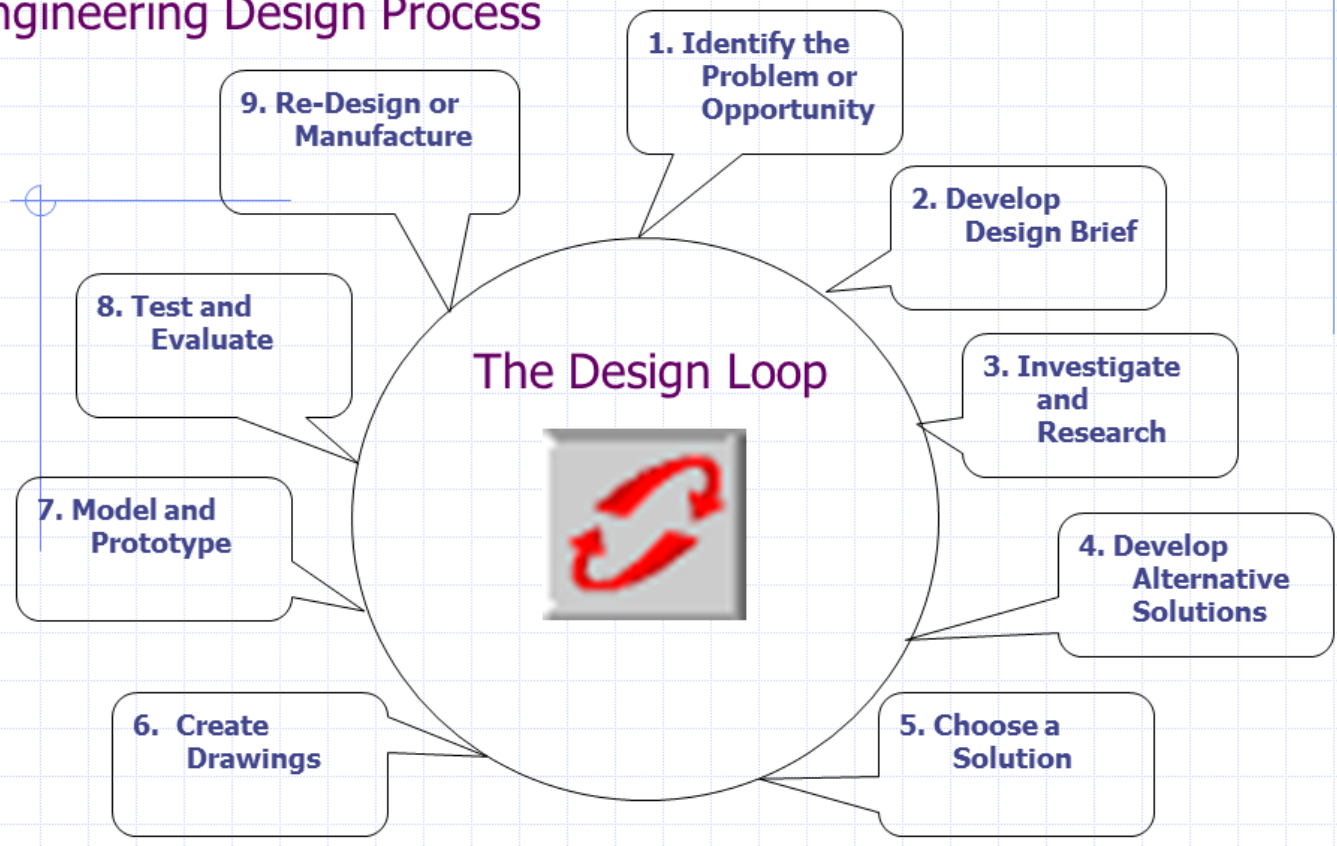 ngineering Design Process
1. Identify the
Problem or
Opportunity
2. Develop
Design Brief
3. Investigate
and
Research
4. Develop
Alternative
Solutions
5. Choose a
Solution
6. Create
Drawings
7. Model and
Prototype
8. Test and
Evaluate
9. Re-Design or
Manufacture
The Design Loop